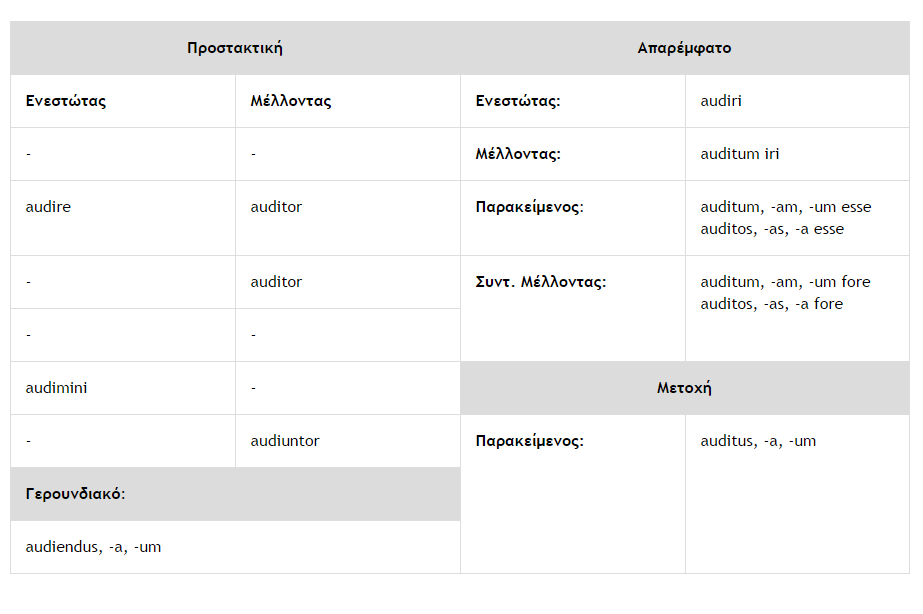 Προστακτική Απαρέμφατο
Ενεστώτας Μέλλοντας Ενεστώτας: audiri
- - Μέλλοντας: auditum iri
audire auditor Παρακείμενος: auditum, -am, -um esse
auditos, -as, -a esse
- auditor Συντ. Μέλλοντας: auditum, -am, -um fore
auditos, -as, -a fore
- -
audimini - Μετοχή
- audiuntor Παρακείμενος: auditus, -a, -um
Γερουνδιακό:
audiendus, -a, -um